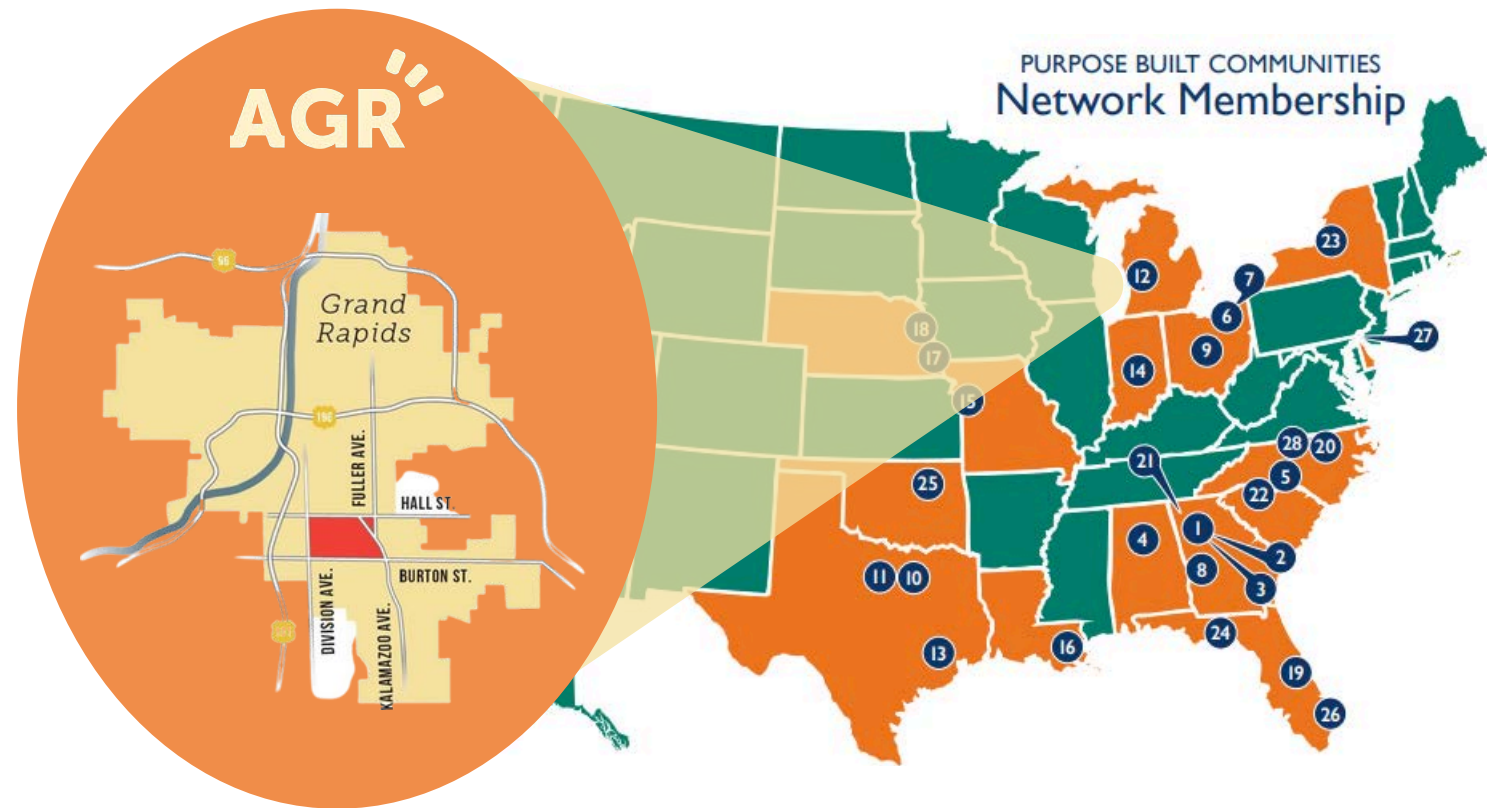 AGR
PURPOSE BUILT COMMUNITIES
Network Membership
Grand
Rapids
196
FULLER AVE.
HALL ST.
BURTON ST.
DIVISION AVE.
KALAMAZOO AVE.
23
12
7
6
9
27
14
18
17
15
28
20
21
5
22
25
1
4
2
11
10
8
3
24
16
13
19
26